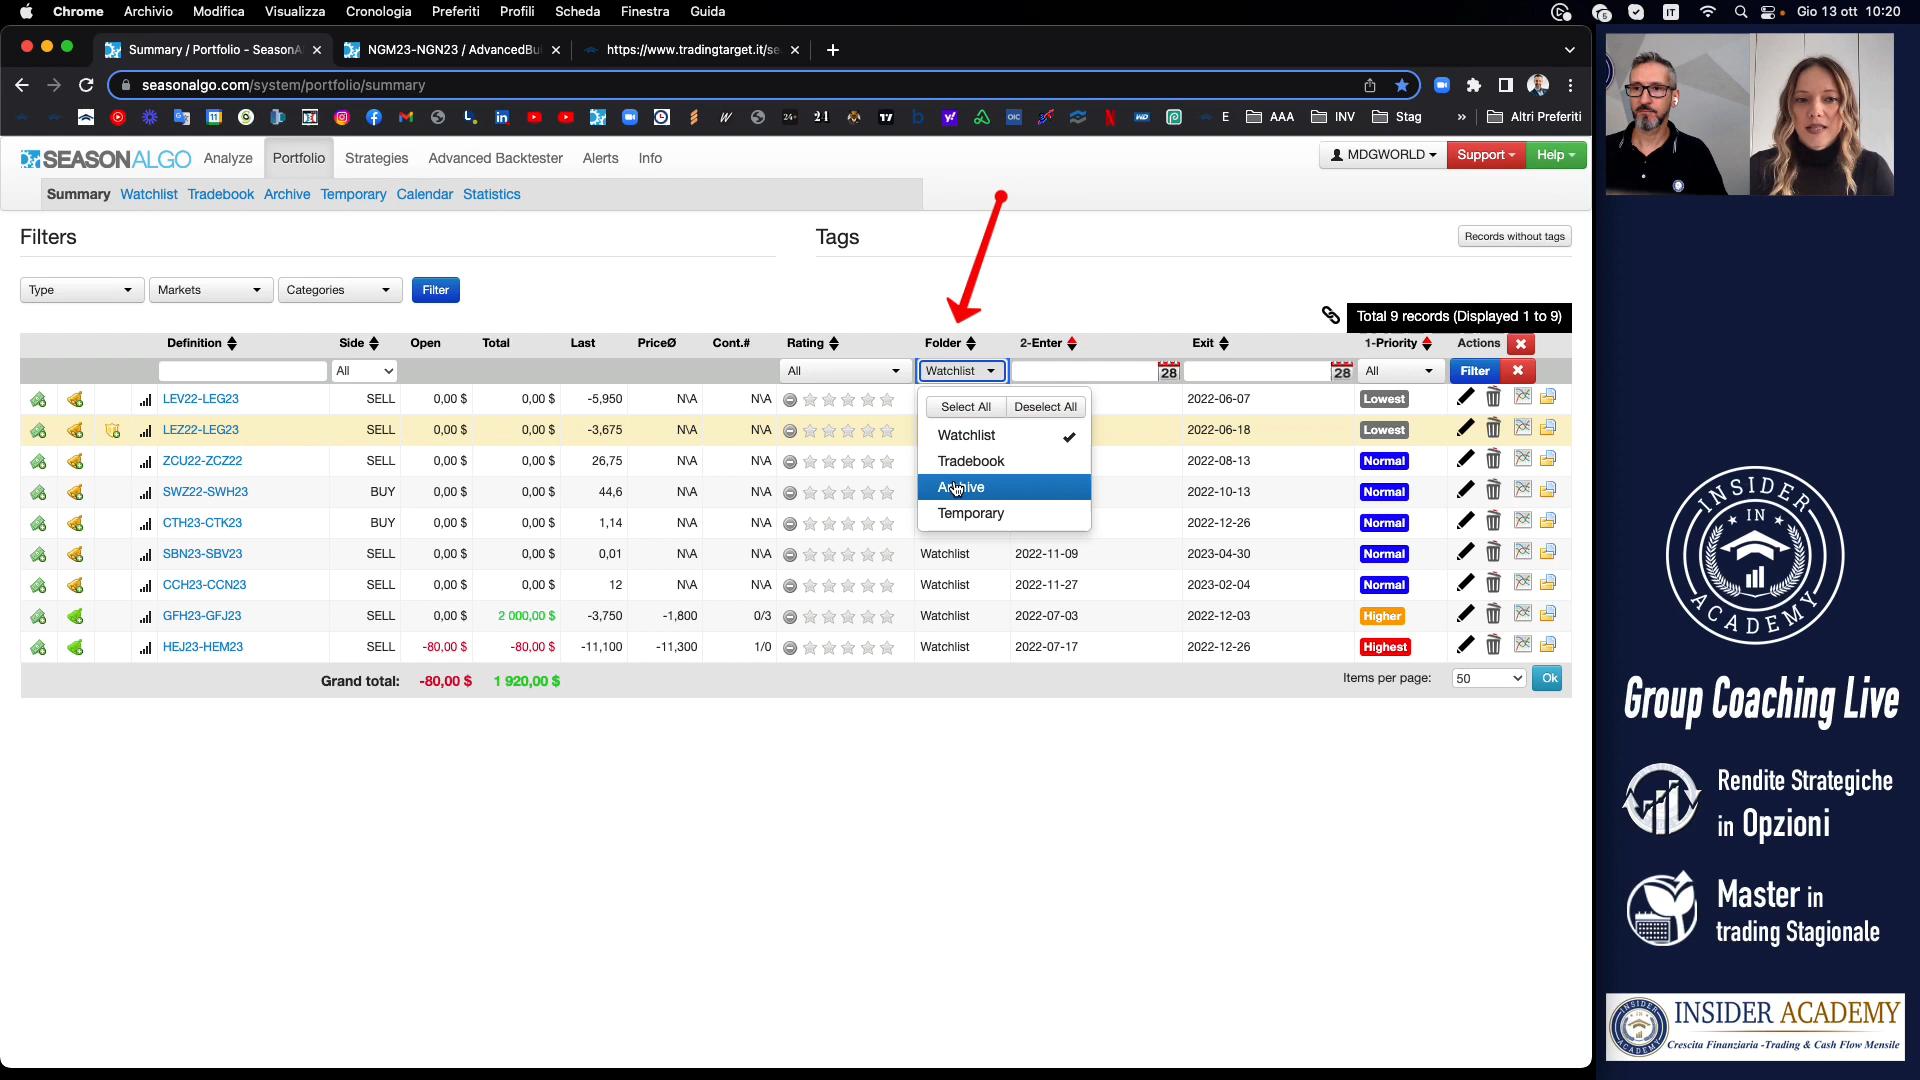 Chrome Archivio Modifica Visualizza Cronologia Preferiti Profili Scheda Finestra Guida
5 IT Gio 13 ott 10:20
NGM23-NGN23 / AdvancedBu
https://www.tradingtarget.it/se
seasonalgo.com/system/portfolio/summary
E AAA INV Stag » Altri Preferiti
SEASONALGO Analyze Portfolio Strategies Advanced Backtester Alerts Info
MDGWORLD Support Help
Summary Watchlist Tradebook Archive Temporary Calendar Statistics
Filters Tags Records without tags
Type Markets Categories Filter
Total 9 records (Displayed 1 to 9)
Definition Side Open Total Last PriceØ Cont.# Rating Folder 2-Enter Exit 1-Priority Actions
All All Watchlist 28 28 All Filter
LEV22-LEG23 SELL 0,00 $ 0,00 $ -5,950 N\A N\A 2022-06-07 Lowest
LEZ22-LEG23 SELL 0,00 $ 0,00 $ -3,675 N\A N\A 2022-06-18 Lowest
ZCU22-ZCZ22 SELL 0,00 $ 0,00 $ 26,75 N\A N\A 2022-08-13 Normal
SWZ22-SWH23 BUY 0,00 $ 0,00 $ 44,6 N\A N\A 2022-10-13 Normal
CTH23-CTK23 BUY 0,00 $ 0,00 $ 1,14 N\A N\A 2022-12-26 Normal
SBN23-SBV23 SELL 0,00 $ 0,00 $ 0,01 N\A N\A Watchlist 2022-11-09 2023-04-30 Normal
CCH23-CCN23 SELL 0,00 $ 0,00 $ 12 N\A N\A Watchlist 2022-11-27 2023-02-04 Normal
GFH23-GFJ23 SELL 0,00 $ 2 000,00 $ -3,750 -1,800 0/3 Watchlist 2022-07-03 2022-12-03 Higher
HEJ23-HEM23 SELL -80,00 $ -80,00 $ -11,100 -11,300 1/0 Watchlist 2022-07-17 2022-12-26 Highest
Grand total: -80,00 $ 1 920,00 $
Items per page: 50 Ok
Select All Deselect All
Watchlist
Tradebook
Archive
Temporary
INSIDER
IN
ACADEMY
Group Coaching Live
Rendite Strategiche
in Opzioni
Master in
trading Stagionale
INSIDER ACADEMY
Crescita Finanziaria -Trading & Cash Flow Mensile